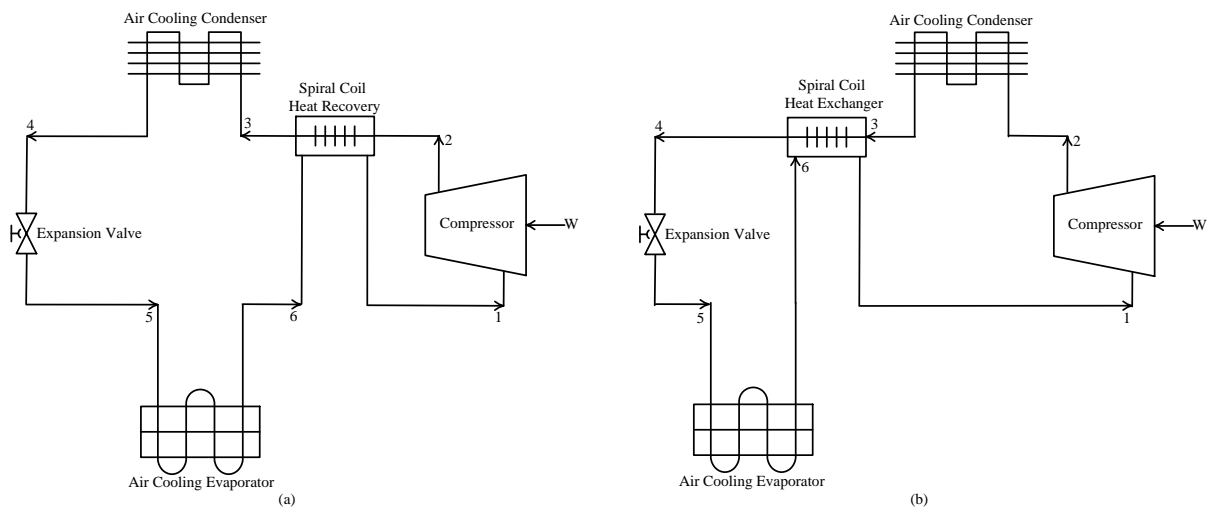 Air Cooling Condenser
Spiral Coil
Heat Recovery
4
3
2
Compressor
W
Expansion Valve
5
6
1
Air Cooling Evaporator
(a)
Air Cooling Condenser
Spiral Coil
Heat Exchanger
4
3
2
6
Compressor
W
Expansion Valve
5
1
Air Cooling Evaporator
(b)